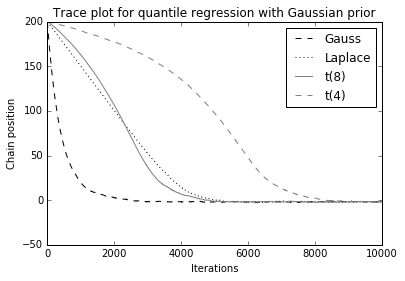 Trace plot for quantile regression with Gaussian prior
200
150
100
50
0
−50
Chain position
Gauss
Laplace
t(8)
t(4)
0
2000
4000
6000
8000
10000
Iterations